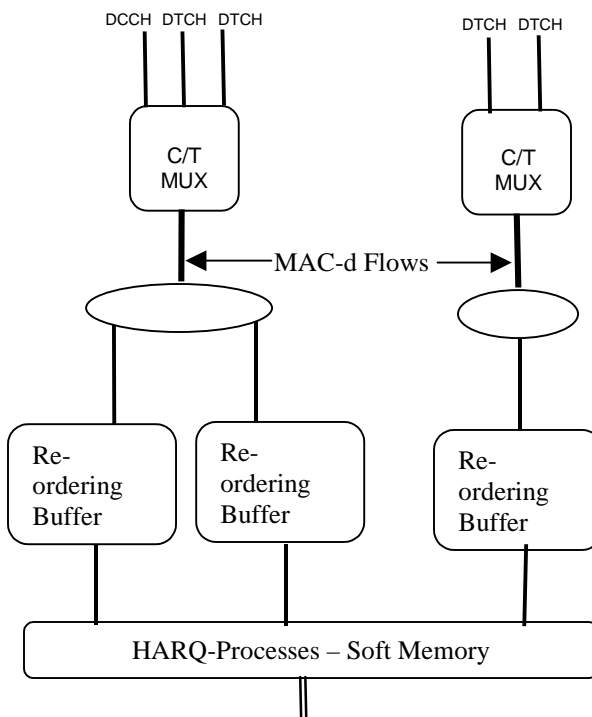 DCCH DTCH DTCH
DTCH DTCH
C/T
MUX
C/T
MUX
MAC-d Flows
Re-
ordering
Buffer
Re-
ordering
Buffer
Re-
ordering
Buffer
HARQ-Processes – Soft Memory